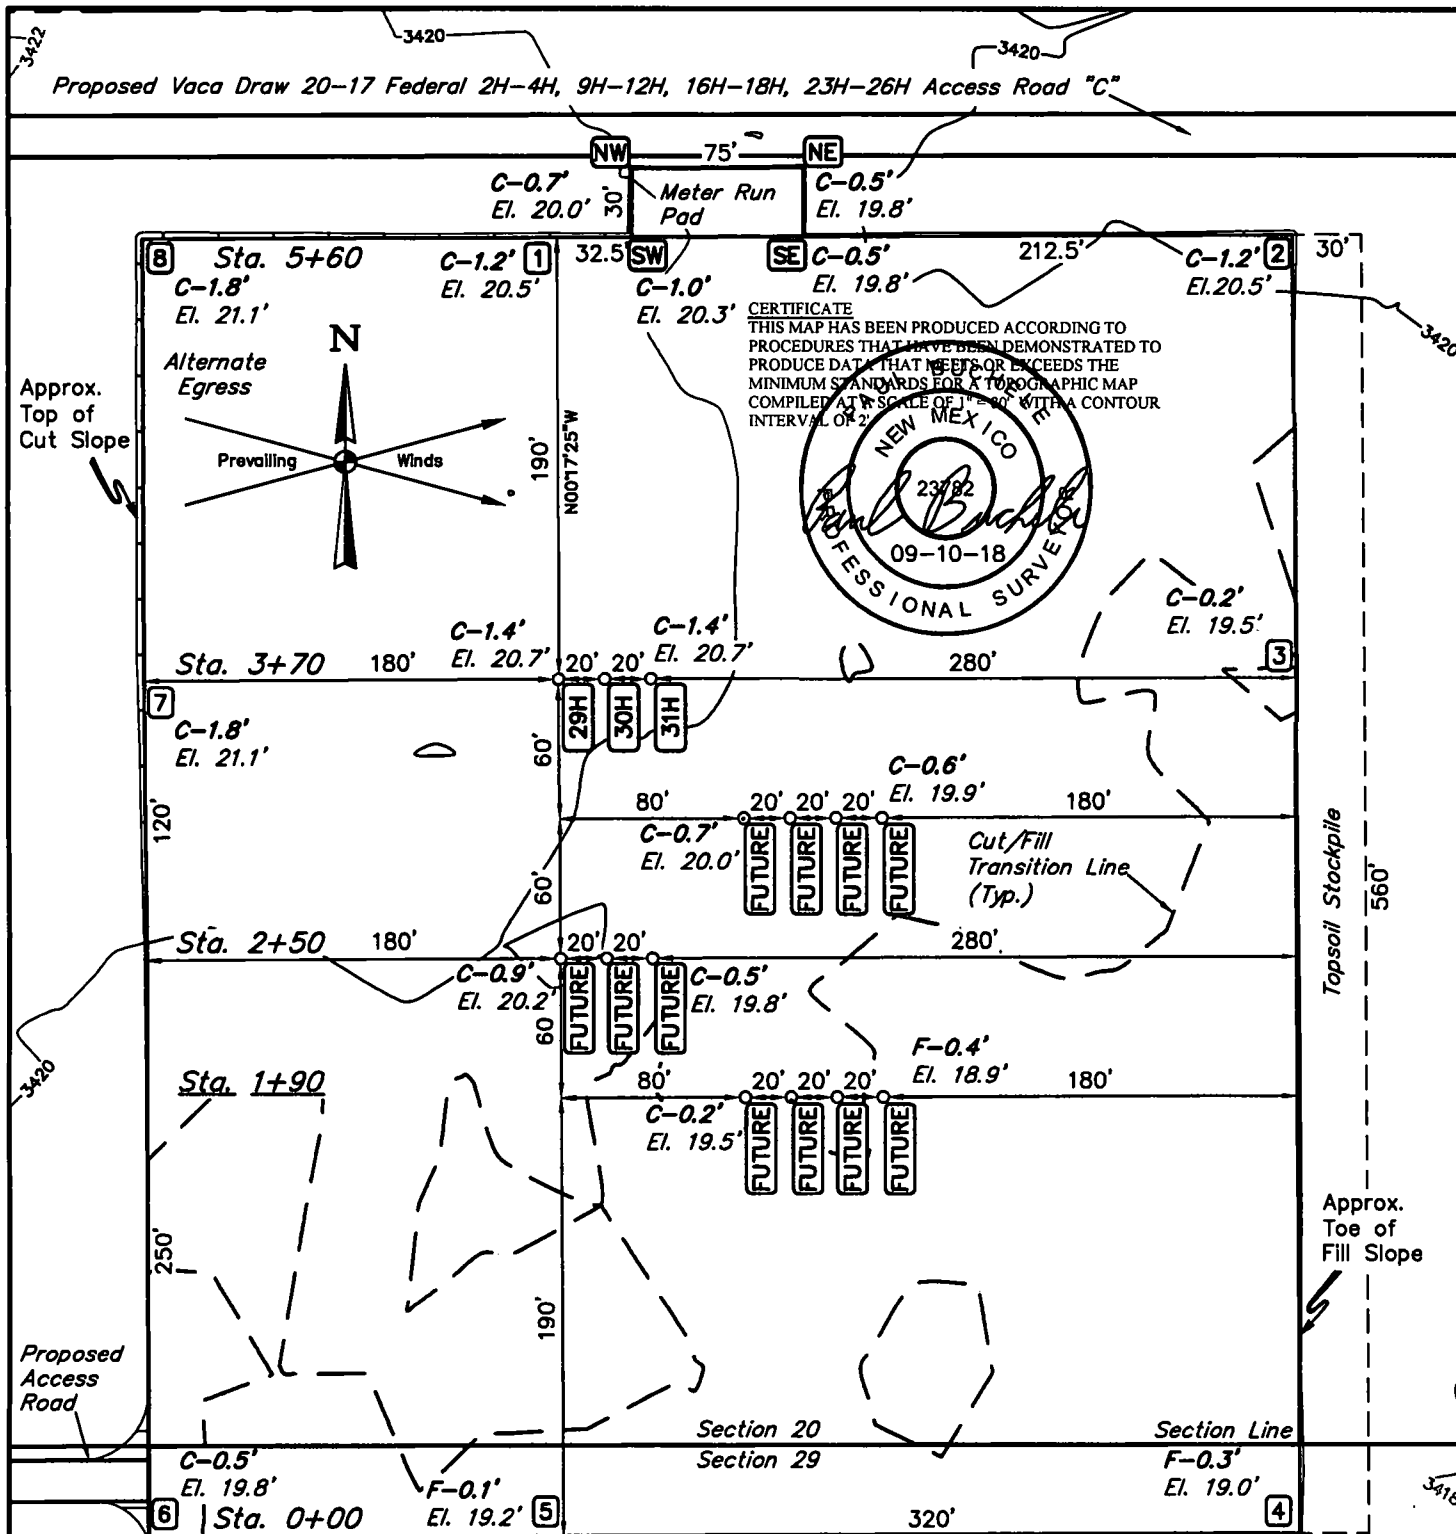 3422
3420
3420
Proposed Vaca Draw 20-17 Federal 2H-4H, 9H-12H, 16H-18H, 23H-26H Access Road "C"
NW
75'
NE
C-0.7'
El. 20.0'
30'
Meter Run
Pad
C-0.5'
El. 19.8'
8
Sta. 5+60
C-1.8'
El. 21.1'
C-1.2'
El. 20.5'
1
32.5'
SW
C-1.0'
El. 20.3'
SE
C-0.5'
El. 19.8'
212.5'
C-1.2'
El.20.5'
2
30'
3420
CERTIFICATE
THIS MAP HAS BEEN PRODUCED ACCORDING TO
PROCEDURES THAT HAVE BEEN DEMONSTRATED TO
PRODUCE DATA THAT MEETS OR EXCEEDS THE
MINIMUM STANDARDS FOR A TOPOGRAPHIC MAP
COMPILED AT A SCALE OF 1" = 80' WITH A CONTOUR
INTERVAL OF 2'
PAUL BUCHELE
NEW MEXICO
23782
Paul Buchele
09-10-18
PROFESSIONAL SURVEYOR
N
Alternate
Egress
Prevailing
Winds
Approx.
Top of
Cut Slope
190'
N00°17'25"W
C-0.2'
El. 19.5'
3
C-1.4'
El. 20.7'
C-1.4'
El. 20.7'
Sta. 3+70
180'
20'
20'
280'
7
C-1.8'
El. 21.1'
29H
30H
31H
60'
120'
80'
20'
20'
20'
C-0.6'
El. 19.9'
180'
C-0.7'
El. 20.0'
FUTURE
FUTURE
FUTURE
FUTURE
Cut/Fill
Transition Line
(Typ.)
Topsoil Stockpile
560'
60'
Sta. 2+50
180'
20'
20'
280'
C-0.9'
El. 20.2'
FUTURE
FUTURE
FUTURE
C-0.5'
El. 19.8'
60'
3420
Sta. 1+90
80'
20'
20'
20'
F-0.4'
El. 18.9'
180'
C-0.2'
El. 19.5'
FUTURE
FUTURE
FUTURE
FUTURE
250'
190'
Approx.
Toe of
Fill Slope
Proposed
Access
Road
Section 20
Section Line
Section 29
C-0.5'
El. 19.8'
F-0.1'
El. 19.2'
F-0.3'
El. 19.0'
3418
6
Sta. 0+00
5
320'
4